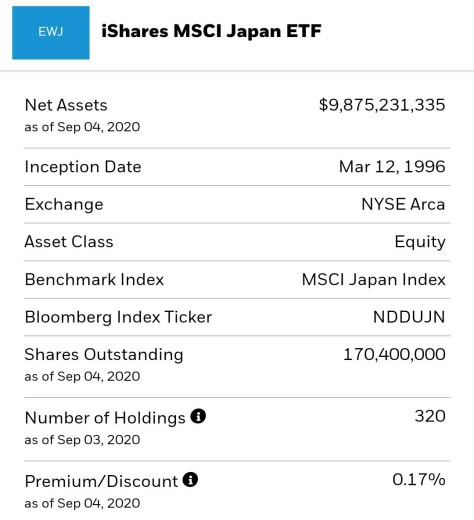 EWJ iShares MSCI Japan ETF
Net Assets $9,875,231,335
as of Sep 04, 2020
Inception Date Mar 12, 1996
Exchange NYSE Arca
Asset Class Equity
Benchmark Index MSCI Japan Index
Bloomberg Index Ticker NDDUJN
Shares Outstanding 170,400,000
as of Sep 04, 2020
Number of Holdings 320
as of Sep 03, 2020
Premium/Discount 0.17%
as of Sep 04, 2020